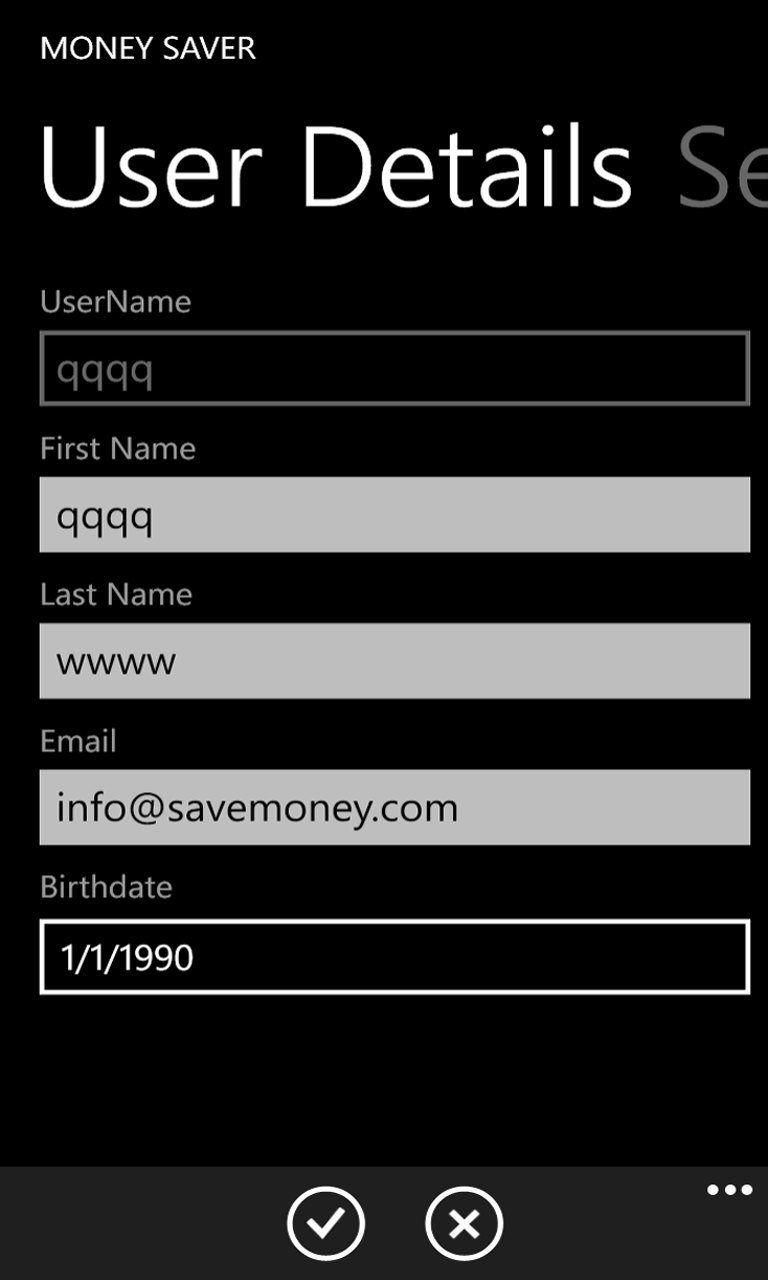 MONEY SAVER
User Details Se
UserName
qqqq
First Name
qqqq
Last Name
wwww
Email
info@savemoney.com
Birthdate
1/1/1990